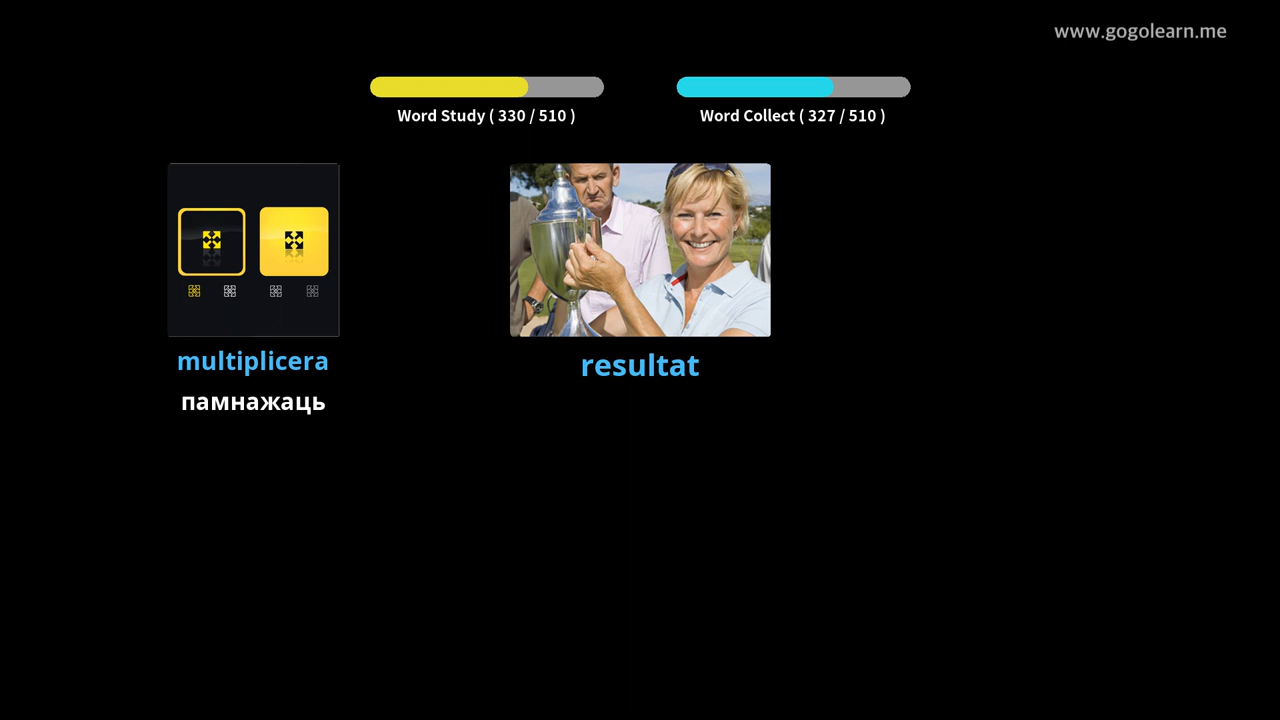 www.gogolearn.me
Word Study ( 330 / 510 )
Word Collect ( 327 / 510 )
multiplicera
памнажаць
resultat